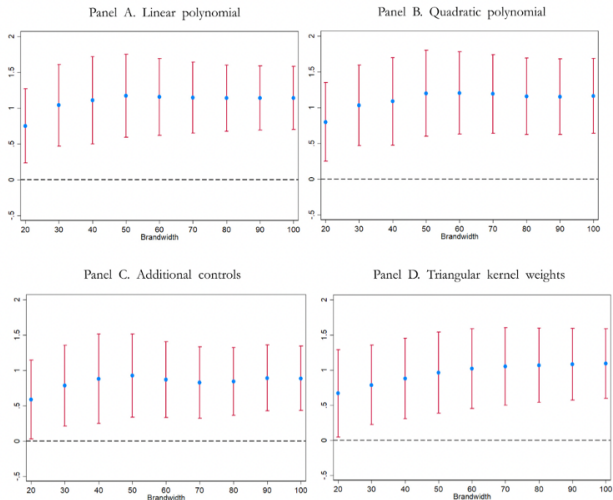 Panel A. Linear polynomial
2
1.5
1
.5
0
-.5
20 30 40 50 60 70 80 90 100
Brandwidth
Panel B. Quadratic polynomial
2
1.5
1
.5
0
-.5
20 30 40 50 60 70 80 90 100
Brandwidth
Panel C. Additional controls
2
1.5
1
.5
0
-.5
20 30 40 50 60 70 80 90 100
Brandwidth
Panel D. Triangular kernel weights
2
1.5
1
.5
0
-.5
20 30 40 50 60 70 80 90 100
Brandwidth